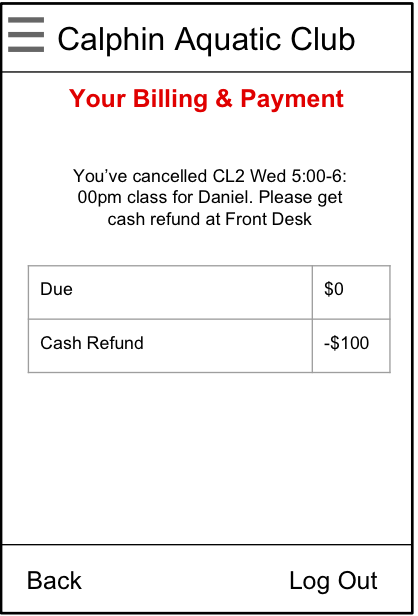 Calphin Aquatic Club
Your Billing & Payment
You’ve cancelled CL2 Wed 5:00-6:
00pm class for Daniel. Please get
cash refund at Front Desk
Due $0
Cash Refund -$100
Back Log Out